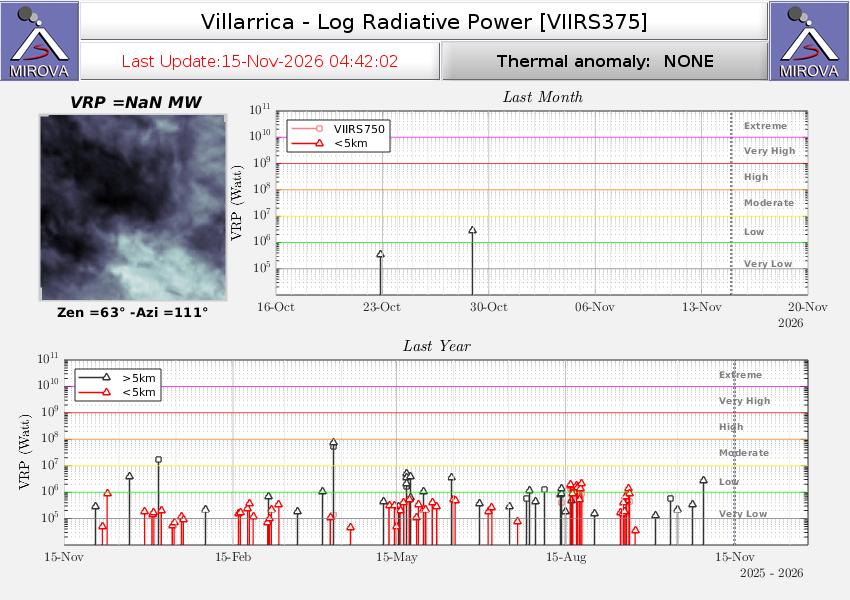 Villarrica - Log Radiative Power [VIIRS375]
MIROVA
Last Update:15-Nov-2026 04:42:02
Thermal anomaly: NONE
MIROVA
VRP =NaN MW
Zen =63° -Azi =111°
Last Month
VRP (Watt)
10^11
10^10
10^9
10^8
10^7
10^6
10^5
VIIRS750
<5km
Extreme
Very High
High
Moderate
Low
Very Low
16-Oct
23-Oct
30-Oct
06-Nov
13-Nov
20-Nov
2026
Last Year
VRP (Watt)
10^11
10^10
10^9
10^8
10^7
10^6
10^5
>5km
<5km
Extreme
Very High
High
Moderate
Low
Very Low
15-Nov
15-Feb
15-May
15-Aug
15-Nov
2025 - 2026